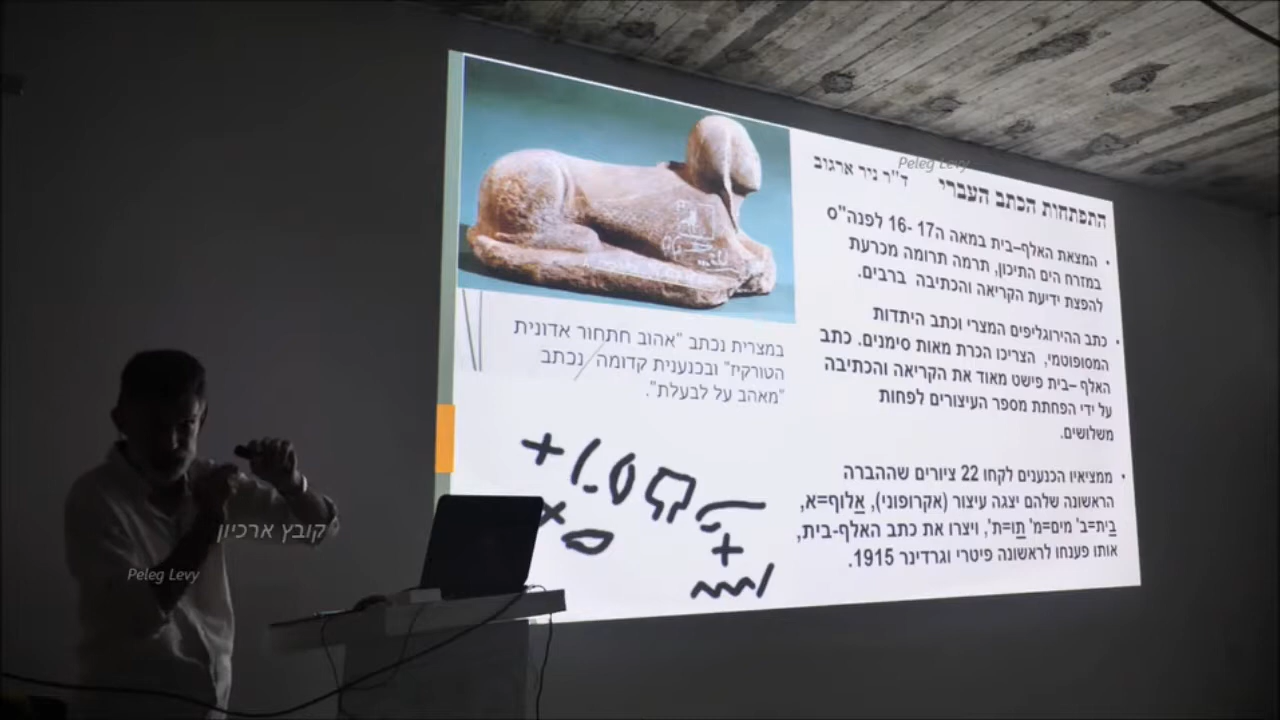 Peleg Levy
התפתחות הכתב העברי ד"ר ניר ארגוב
• המצאת האלף–בית במאה ה17 -16 לפנה"ס
במזרח הים התיכון, תרמה תרומה מכרעת
להפצת ידיעת הקריאה והכתיבה ברבים.
• כתב ההירוגליפים המצרי וכתב היתדות
המסופוטמי, הצריכו הכרת מאות סימנים. כתב
האלף –בית פישט מאוד את הקריאה והכתיבה
על ידי הפחתת מספר העיצורים לפחות
משלושים.
• ממציאיו הכנענים לקחו 22 ציורים שההברה
הראשונה שלהם יצגה עיצור (אקרופוני), אלוף=א,
בית=ב' מים=מ' תו=ת', ויצרו את כתב האלף-בית,
אותו פענחו לראשונה פיטרי וגרדינר 1915.
במצרית נכתב "אהוב חתחור אדונית
הטורקיז" ובכנענית קדומה נכתב
"מאהב על לבעלת".
קובץ ארכיון
Peleg Levy